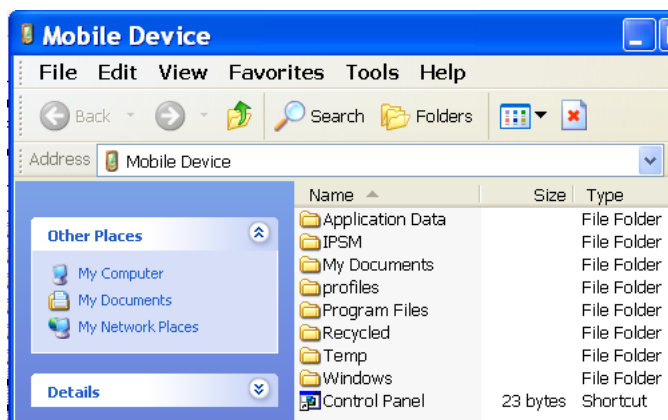 Mobile Device
File Edit View Favorites Tools Help
Back Search Folders
Address Mobile Device
Name Size Type
Other Places
My Computer
My Documents
My Network Places
Details
Application Data File Folder
IPSM File Folder
My Documents File Folder
profiles File Folder
Program Files File Folder
Recycled File Folder
Temp File Folder
Windows File Folder
Control Panel 23 bytes Shortcut